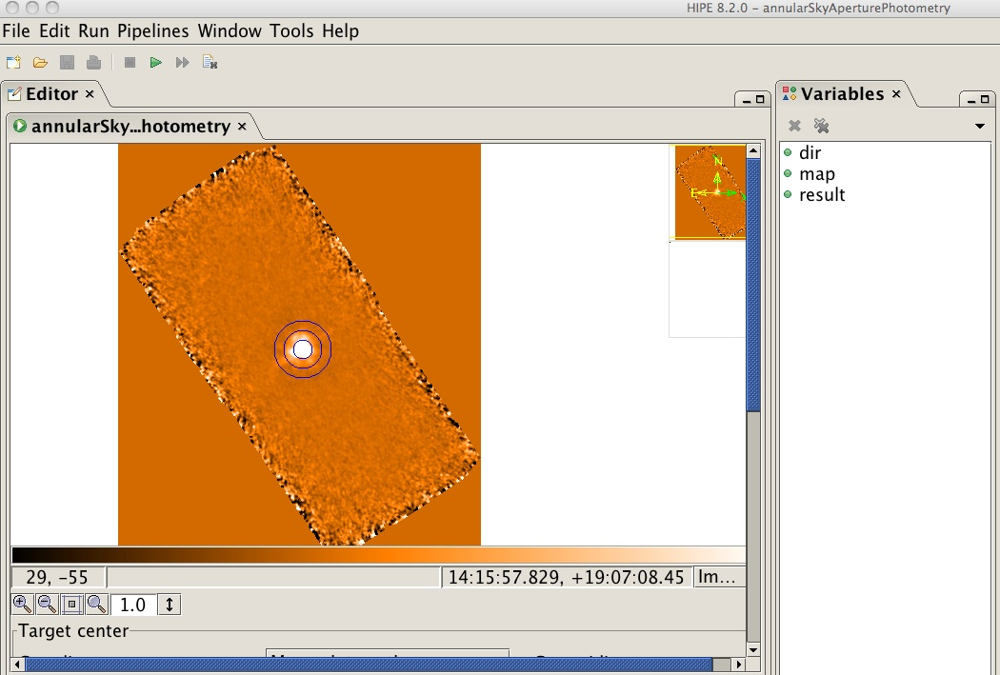 HIPE 8.2.0 – annularSkyAperturePhotometry
File Edit Run Pipelines Window Tools Help
Editor
Variables
annularSky...hotometry
dir
map
result
N
E
29, -55
14:15:57.829, +19:07:08.45
Im...
1.0
Target center